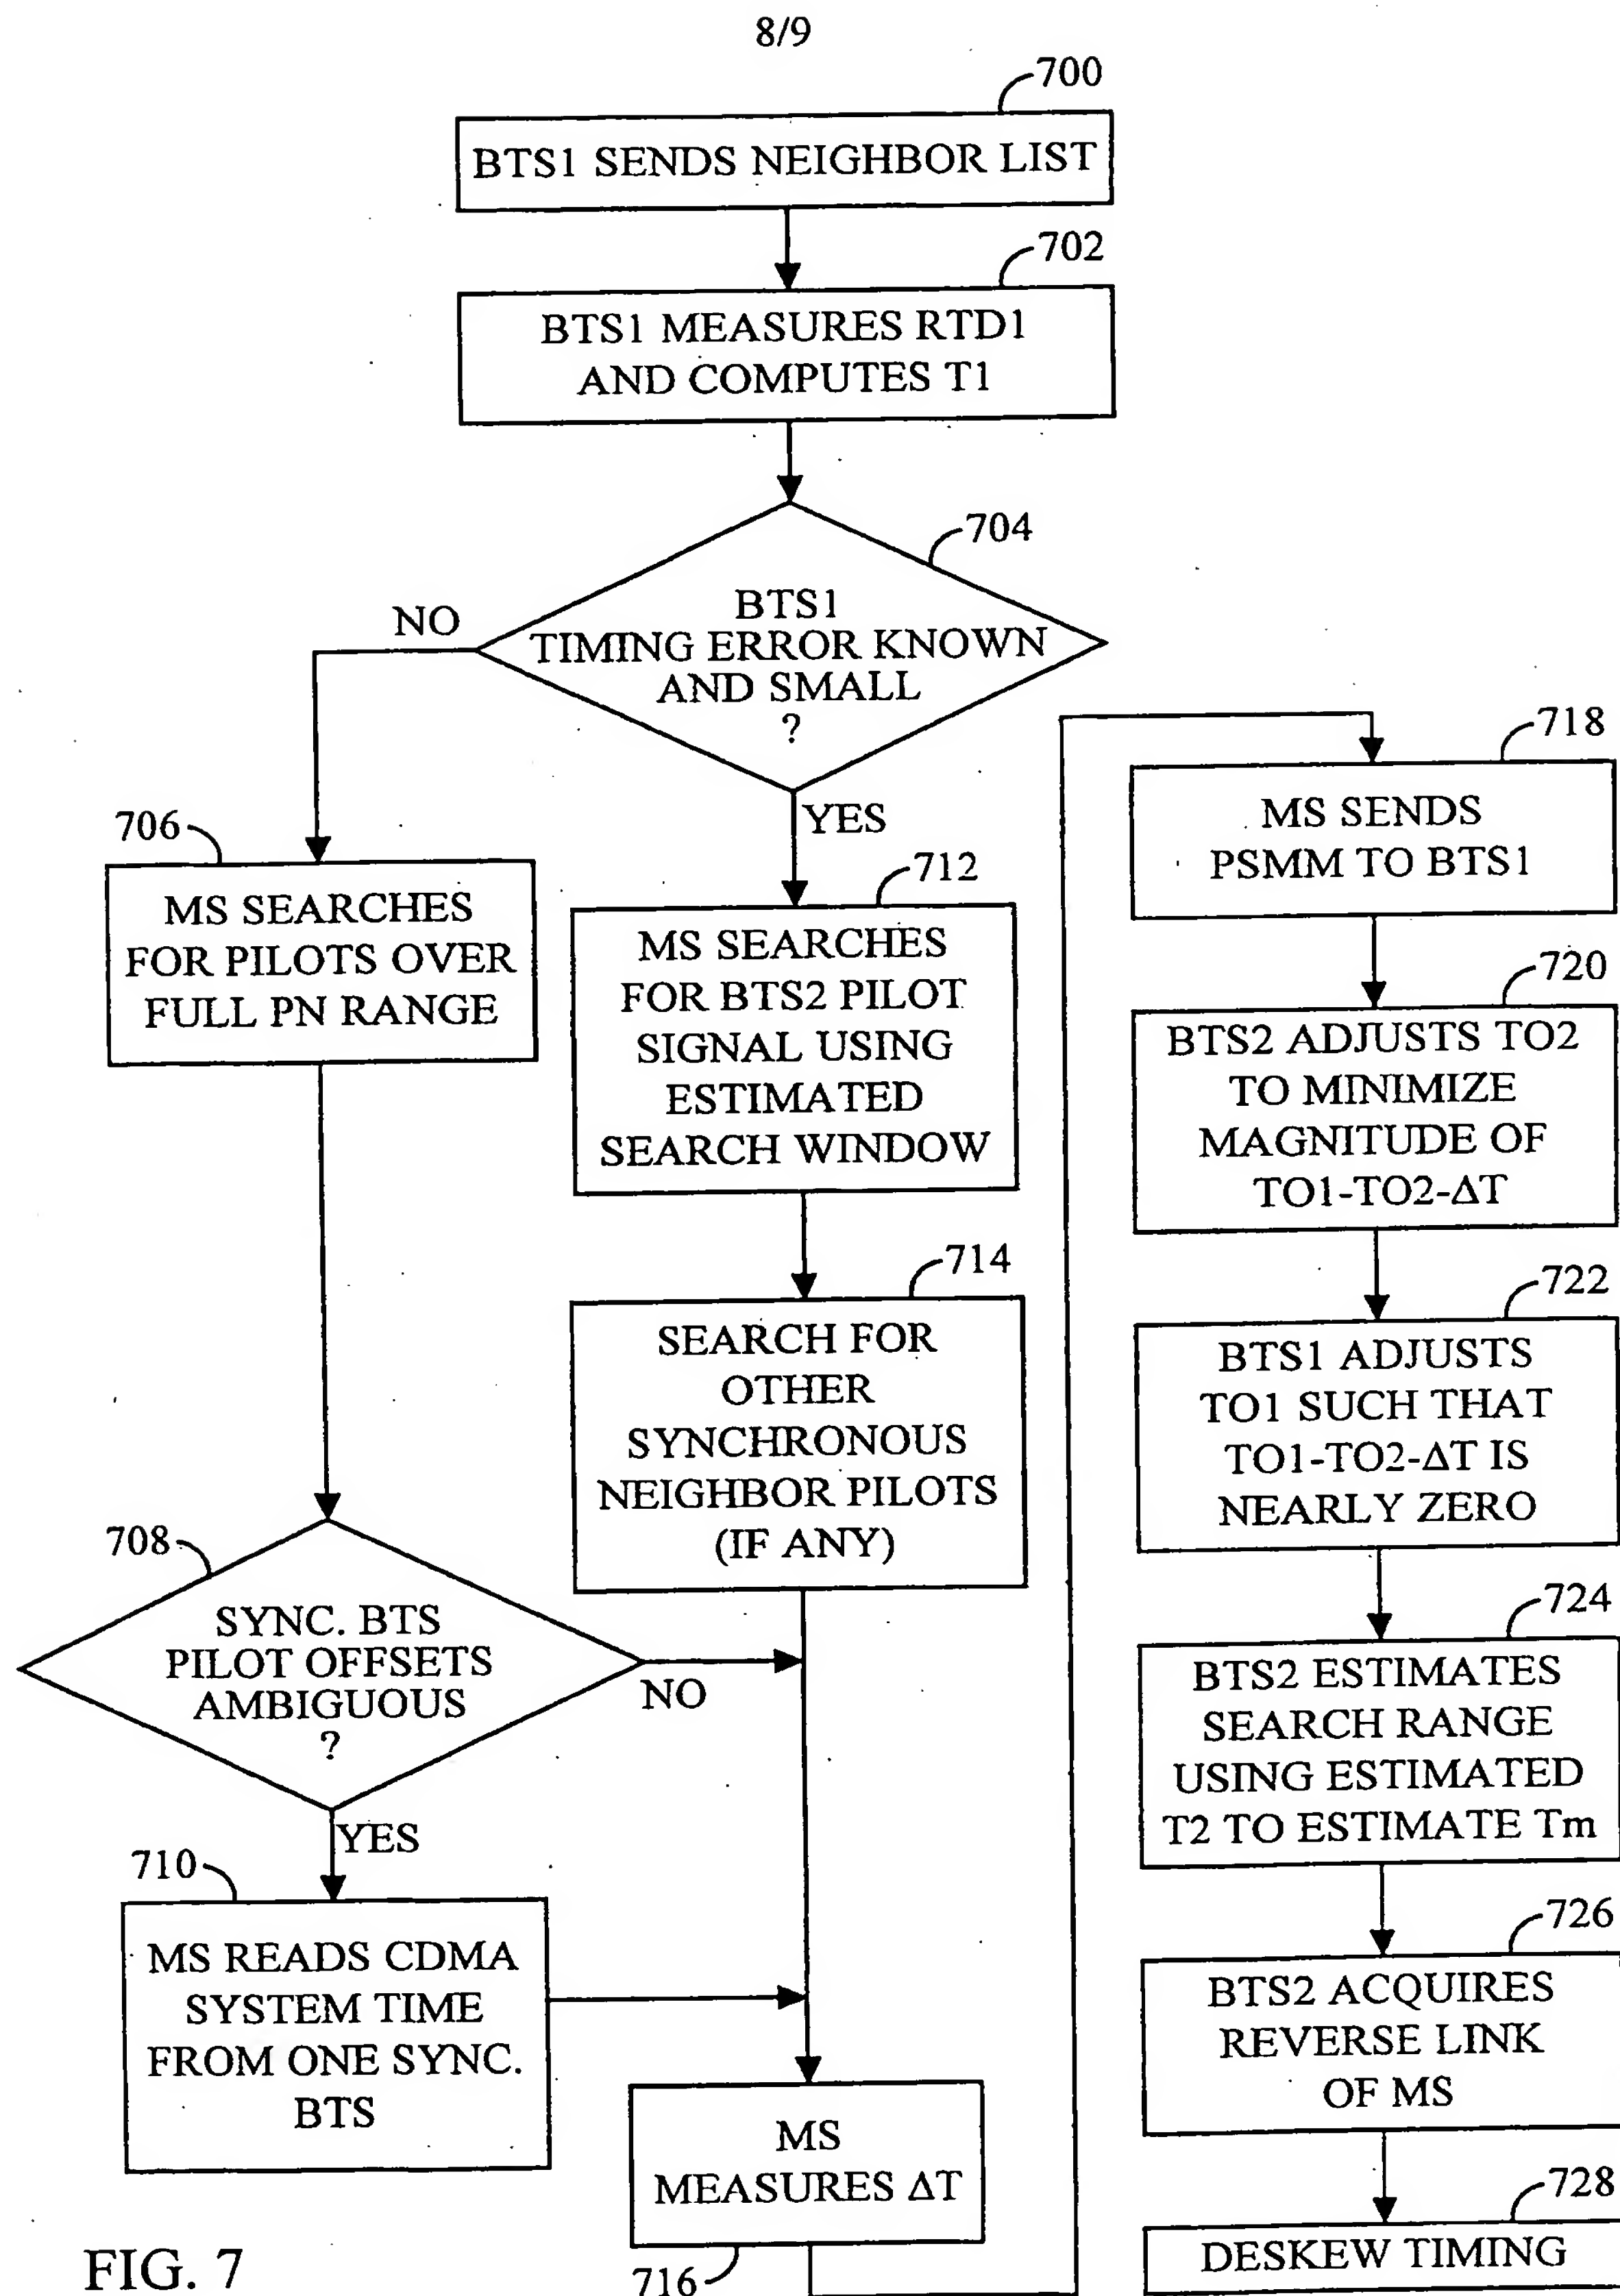 8/9
700
BTS1 SENDS NEIGHBOR LIST
702
BTS1 MEASURES RTD1
AND COMPUTES T1
704
BTS1
TIMING ERROR KNOWN
AND SMALL
?
NO
YES
706
MS SEARCHES
FOR PILOTS OVER
FULL PN RANGE
712
MS SEARCHES
FOR BTS2 PILOT
SIGNAL USING
ESTIMATED
SEARCH WINDOW
714
SEARCH FOR
OTHER
SYNCHRONOUS
NEIGHBOR PILOTS
(IF ANY)
708
SYNC. BTS
PILOT OFFSETS
AMBIGUOUS
?
NO
YES
710
MS READS CDMA
SYSTEM TIME
FROM ONE SYNC.
BTS
MS
MEASURES ΔT
716
718
MS SENDS
PSMM TO BTS1
720
BTS2 ADJUSTS TO2
TO MINIMIZE
MAGNITUDE OF
TO1-TO2-ΔT
722
BTS1 ADJUSTS
TO1 SUCH THAT
TO1-TO2-ΔT IS
NEARLY ZERO
724
BTS2 ESTIMATES
SEARCH RANGE
USING ESTIMATED
T2 TO ESTIMATE Tm
726
BTS2 ACQUIRES
REVERSE LINK
OF MS
728
DESKEW TIMING
FIG. 7